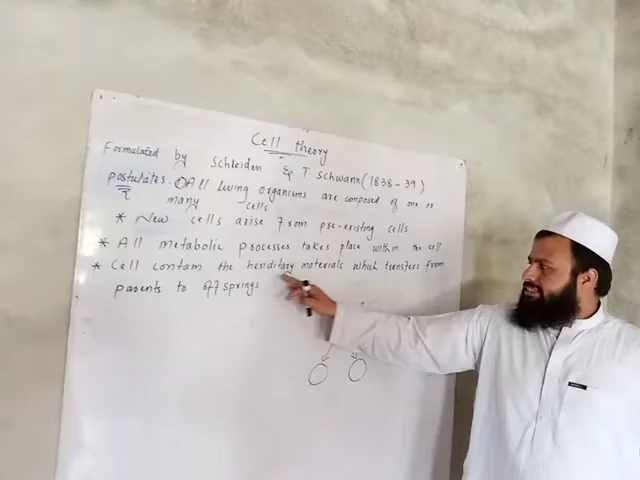 Cell theory
Formulated by Schleiden & T. Schwann (1838-39)
postulates. ① All living organisms are composed of one or
many cells
* New cells arise from pre-existing cells
* All metabolic processes takes place within the cell
* Cell contam the heriditary materials which transfers from
parents to offsprings